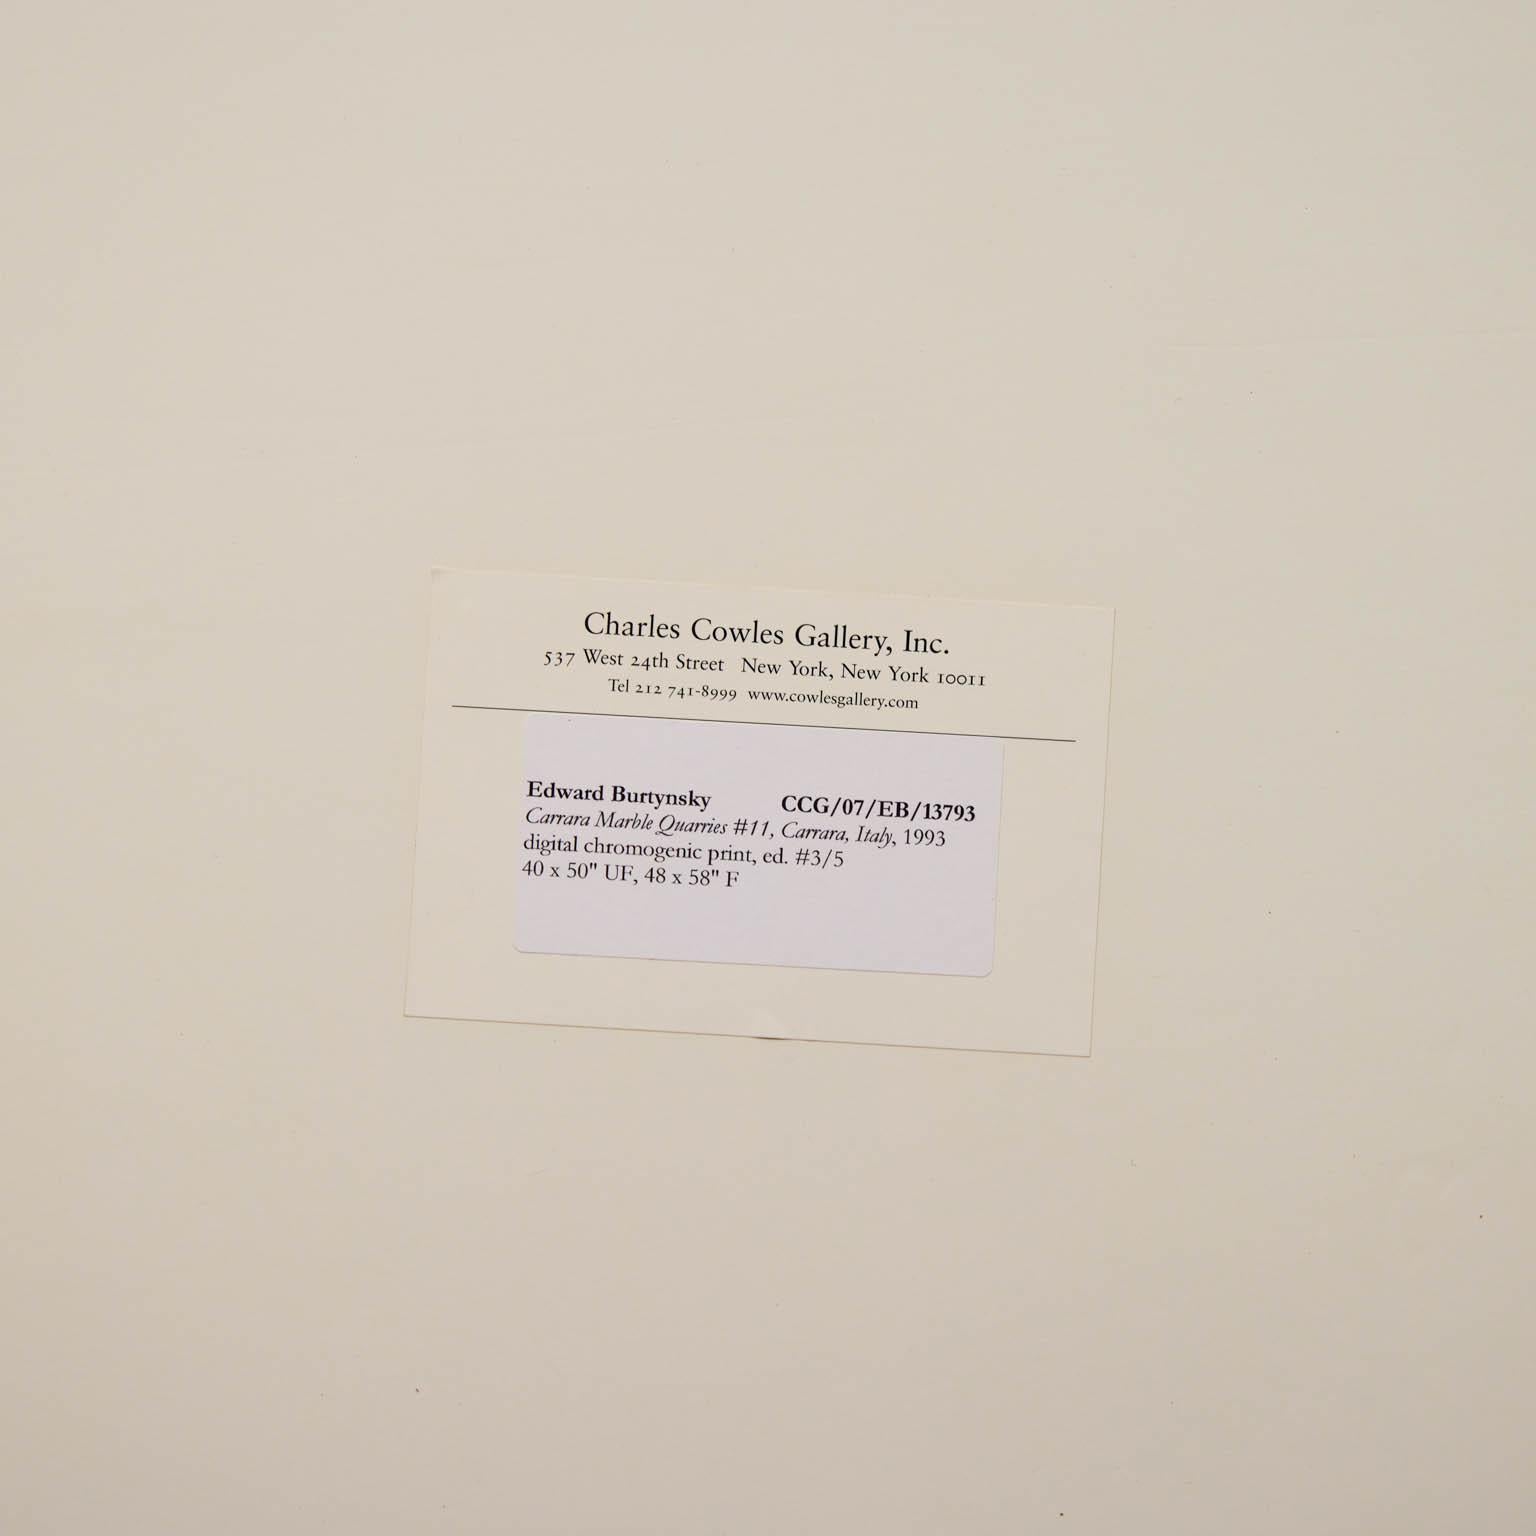 Charles Cowles Gallery, Inc.
537 West 24th Street New York, New York 10011
Tel 212 741-8999 www.cowlesgallery.com
Edward Burtynsky CCG/07/EB/13793
Carrara Marble Quarries #11, Carrara, Italy, 1993
digital chromogenic print, ed. #3/5
40 x 50" UF, 48 x 58" F